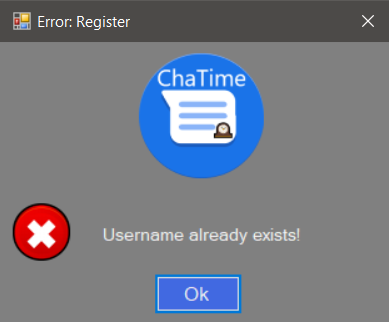 Error: Register
ChaTime
Username already exists!
Ok